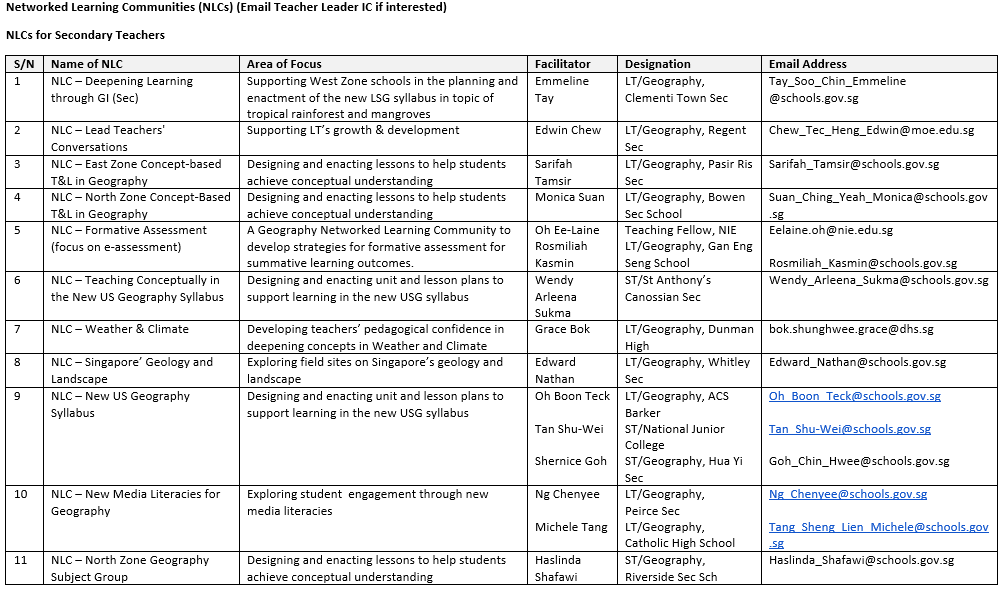 Networked Learning Communities (NLCs) (Email Teacher Leader IC if interested)
NLCs for Secondary Teachers
S/N Name of NLC Area of Focus Facilitator Designation Email Address
1 NLC – Deepening Learning through GI (Sec) Supporting West Zone schools in the planning and enactment of the new LSG syllabus in topic of tropical rainforest and mangroves Emmeline Tay LT/Geography, Clementi Town Sec Tay_Soo_Chin_Emmeline @schools.gov.sg
2 NLC – Lead Teachers' Conversations Supporting LT's growth & development Edwin Chew LT/Geography, Regent Sec Chew_Tec_Heng_Edwin@moe.edu.sg
3 NLC – East Zone Concept-based T&L in Geography Designing and enacting lessons to help students achieve conceptual understanding Sarifah Tamsir LT/Geography, Pasir Ris Sec Sarifah_Tamsir@schools.gov.sg
4 NLC – North Zone Concept-Based T&L in Geography Designing and enacting lessons to help students achieve conceptual understanding Monica Suan LT/Geography, Bowen Sec School Suan_Ching_Yeah_Monica@schools.gov.sg
5 NLC – Formative Assessment (focus on e-assessment) A Geography Networked Learning Community to develop strategies for formative assessment for summative learning outcomes. Oh Ee-Laine Rosmiliah Kasmin Teaching Fellow, NIE LT/Geography, Gan Eng Seng School Eelaine.oh@nie.edu.sg Rosmiliah_Kasmin@schools.gov.sg
6 NLC – Teaching Conceptually in the New US Geography Syllabus Designing and enacting unit and lesson plans to support learning in the new USG syllabus Wendy Arleena Sukma ST/St Anthony's Canossian Sec Wendy_Arleena_Sukma@schools.gov.sg
7 NLC – Weather & Climate Developing teachers' pedagogical confidence in deepening concepts in Weather and Climate Grace Bok LT/Geography, Dunman High bok.shunghwee.grace@dhs.sg
8 NLC – Singapore' Geology and Landscape Exploring field sites on Singapore's geology and landscape Edward Nathan LT/Geography, Whitley Sec Edward_Nathan@schools.gov.sg
9 NLC – New US Geography Syllabus Designing and enacting unit and lesson plans to support learning in the new USG syllabus Oh Boon Teck LT/Geography, ACS Barker Oh_Boon_Teck@schools.gov.sg
Tan Shu-Wei ST/National Junior College Tan_Shu-Wei@schools.gov.sg
Shernice Goh ST/Geography, Hua Yi Sec Goh_Chin_Hwee@schools.gov.sg
10 NLC – New Media Literacies for Geography Exploring student engagement through new media literacies Ng Chenyee LT/Geography, Peirce Sec Ng_Chenyee@schools.gov.sg
Michele Tang LT/Geography, Catholic High School Tang_Sheng_Lien_Michele@schools.gov.sg
11 NLC – North Zone Geography Subject Group Designing and enacting lessons to help students achieve conceptual understanding Haslinda Shafawi ST/Geography, Riverside Sec Sch Haslinda_Shafawi@schools.gov.sg